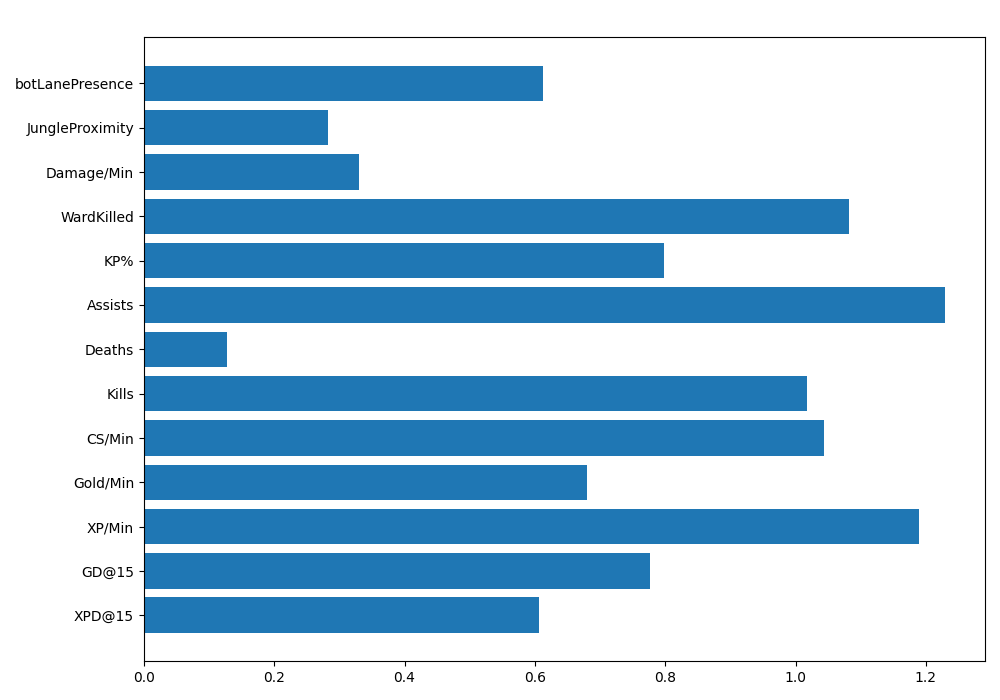 botLanePresence
JungleProximity
Damage/Min
WardKilled
KP%
Assists
Deaths
Kills
CS/Min
Gold/Min
XP/Min
GD@15
XPD@15
0.0 0.2 0.4 0.6 0.8 1.0 1.2